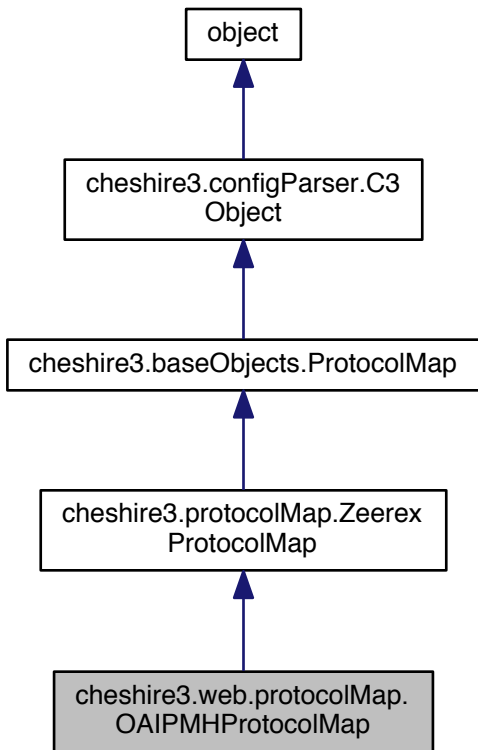 object
cheshire3.configParser.C3
Object
cheshire3.baseObjects.ProtocolMap
cheshire3.protocolMap.Zeerex
ProtocolMap
cheshire3.web.protocolMap.
OAIPMHProtocolMap